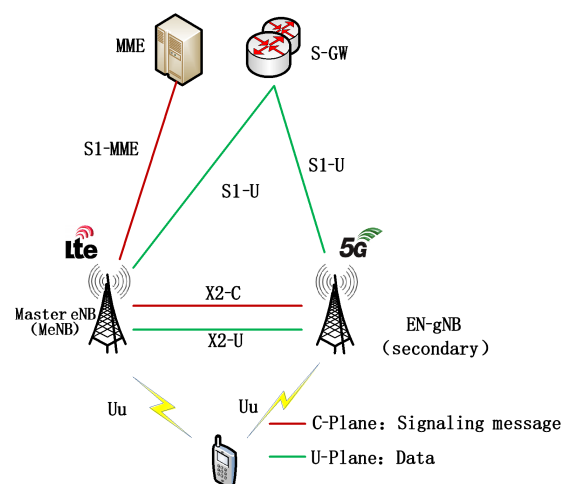 MME
S-GW
S1-MME
S1-U
S1-U
lte
5G
X2-C
Master eNB
(MeNB)
X2-U
EN-gNB
(secondary)
Uu
Uu
C-Plane: Signaling message
U-Plane: Data